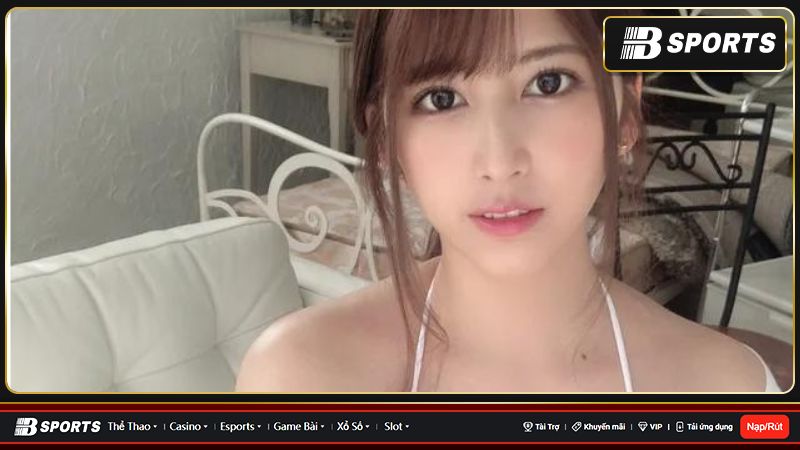 B SPORTS
B SPORTS Thể Thao Casino Esports Game Bài Xổ Số Slot Tài Trợ Khuyến mãi VIP Tải ứng dụng Nạp/Rút